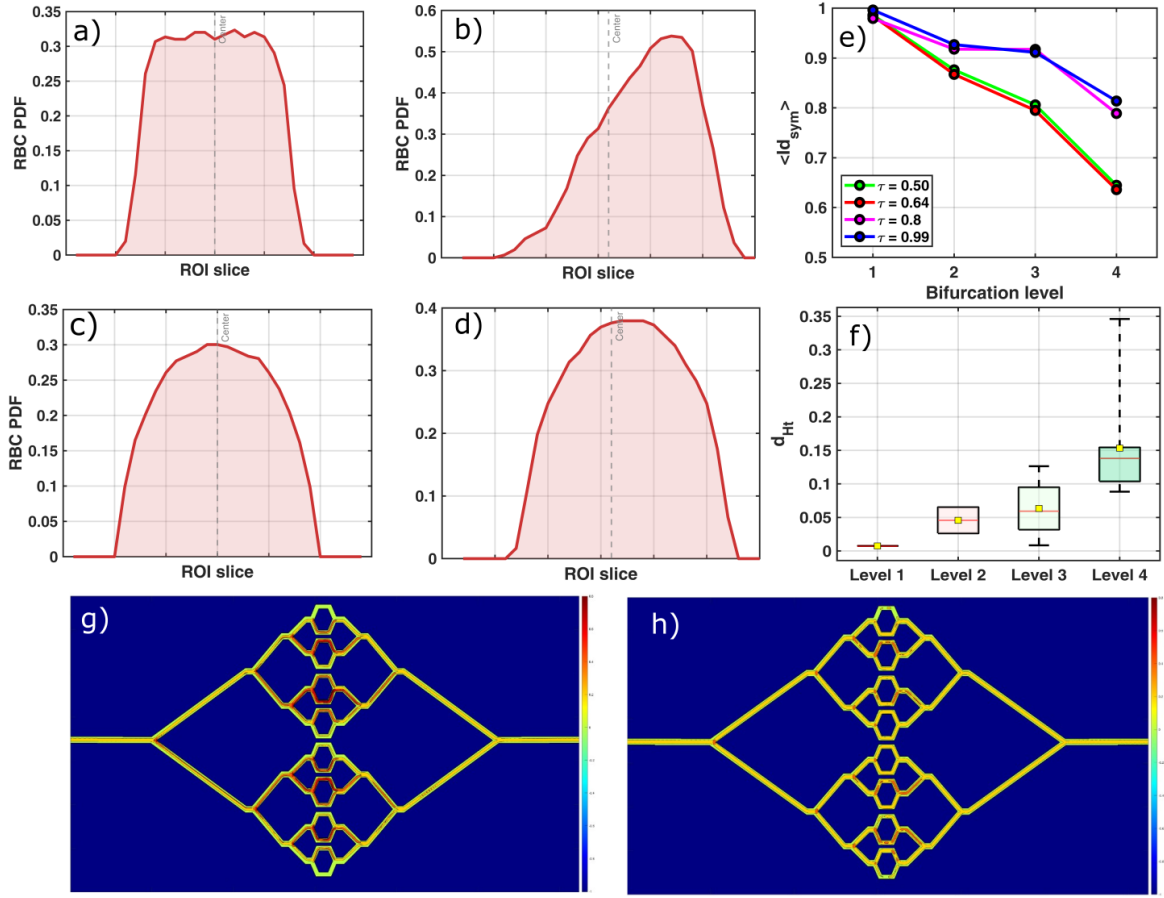 a)
0.35
0.3
0.25
0.2
0.15
0.1
0.05
0
RBC PDF
Center
ROI slice
b)
0.6
0.5
0.4
0.3
0.2
0.1
0
RBC PDF
Center
ROI slice
e)
1
0.9
0.8
0.7
0.6
0.5
<Id_sym>
τ = 0.50
τ = 0.64
τ = 0.8
τ = 0.99
1 2 3 4
Bifurcation level
c)
0.35
0.3
0.25
0.2
0.15
0.1
0.05
0
RBC PDF
Center
ROI slice
d)
0.4
0.3
0.2
0.1
0
Center
ROI slice
f)
0.35
0.3
0.25
0.2
0.15
0.1
0.05
0
d_Ht
Level 1 Level 2 Level 3 Level 4
g)
h)